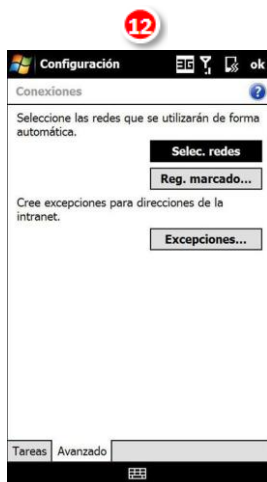 12
Configuración 3G ok
Conexiones ?
Seleccione las redes que se utilizarán de forma
automática.
Selec. redes
Reg. marcado...
Cree excepciones para direcciones de la
intranet.
Excepciones...
Tareas Avanzado